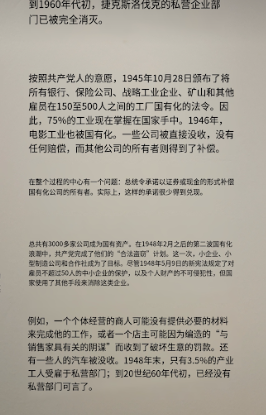 到1960年代初，捷克斯洛伐克的私营企业部
门已被完全消灭。
按照共产党人的意愿，1945年10月28日颁布了将
所有银行、保险公司、战略工业企业、矿山和其他
雇员在150至500人之间的工厂国有化的法令。因
此，75%的工业现在掌握在国家手中。1946年，
电影工业也被国有化。一些公司被直接没收，没有
任何赔偿，而其他公司的所有者则得到了补偿。
在整个过程的中心有一个问题：总统令承诺以证券或现金的形式补偿
国有化公司的所有者。实际上，这样的承诺很少得到兑现。
总共有3000多家公司成为国有资产。在1948年2月之后的第二波国有化
浪潮中，共产党完成了他们的“合法盗窃”计划。这一次，小企业、小
型制造公司和合作社成为了目标。尽管1948年5月9日的新宪法规定了对
雇员不超过50人的中小企业的保护，以及个人财产的不可侵犯性，但国
家使用了其他手段来消除这些企业。
例如，一个个体经营的商人可能没有提供必要的材料
来完成他的工作，或者一个店主可能因为编造的“与
销售家具有关的阴谋”而收到了破坏生意的罚款。还
有一些人的汽车被没收。1948年末，只有3.5%的产业
工人受雇于私营部门；到20世纪60年代初，已经没有
私营部门可言了。